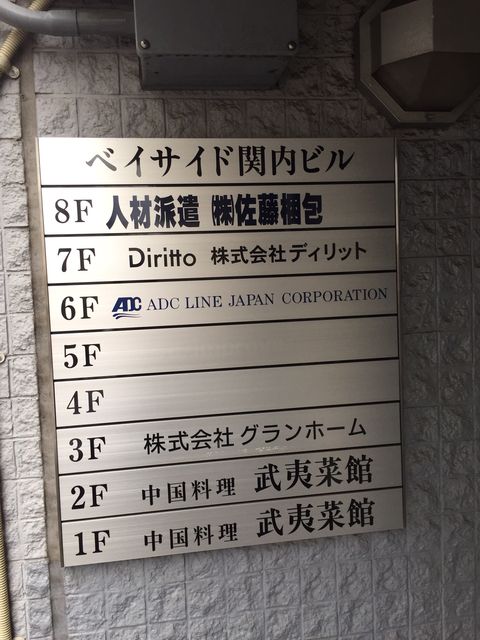 ベイサイド関内ビル
8F 人材派遣 ㈱佐藤梱包
7F Diritto 株式会社ディリット
6F ADC ADC LINE JAPAN CORPORATION
5F
4F
3F 株式会社 グランホーム
2F 中国料理 武夷菜館
1F 中国料理 武夷菜館